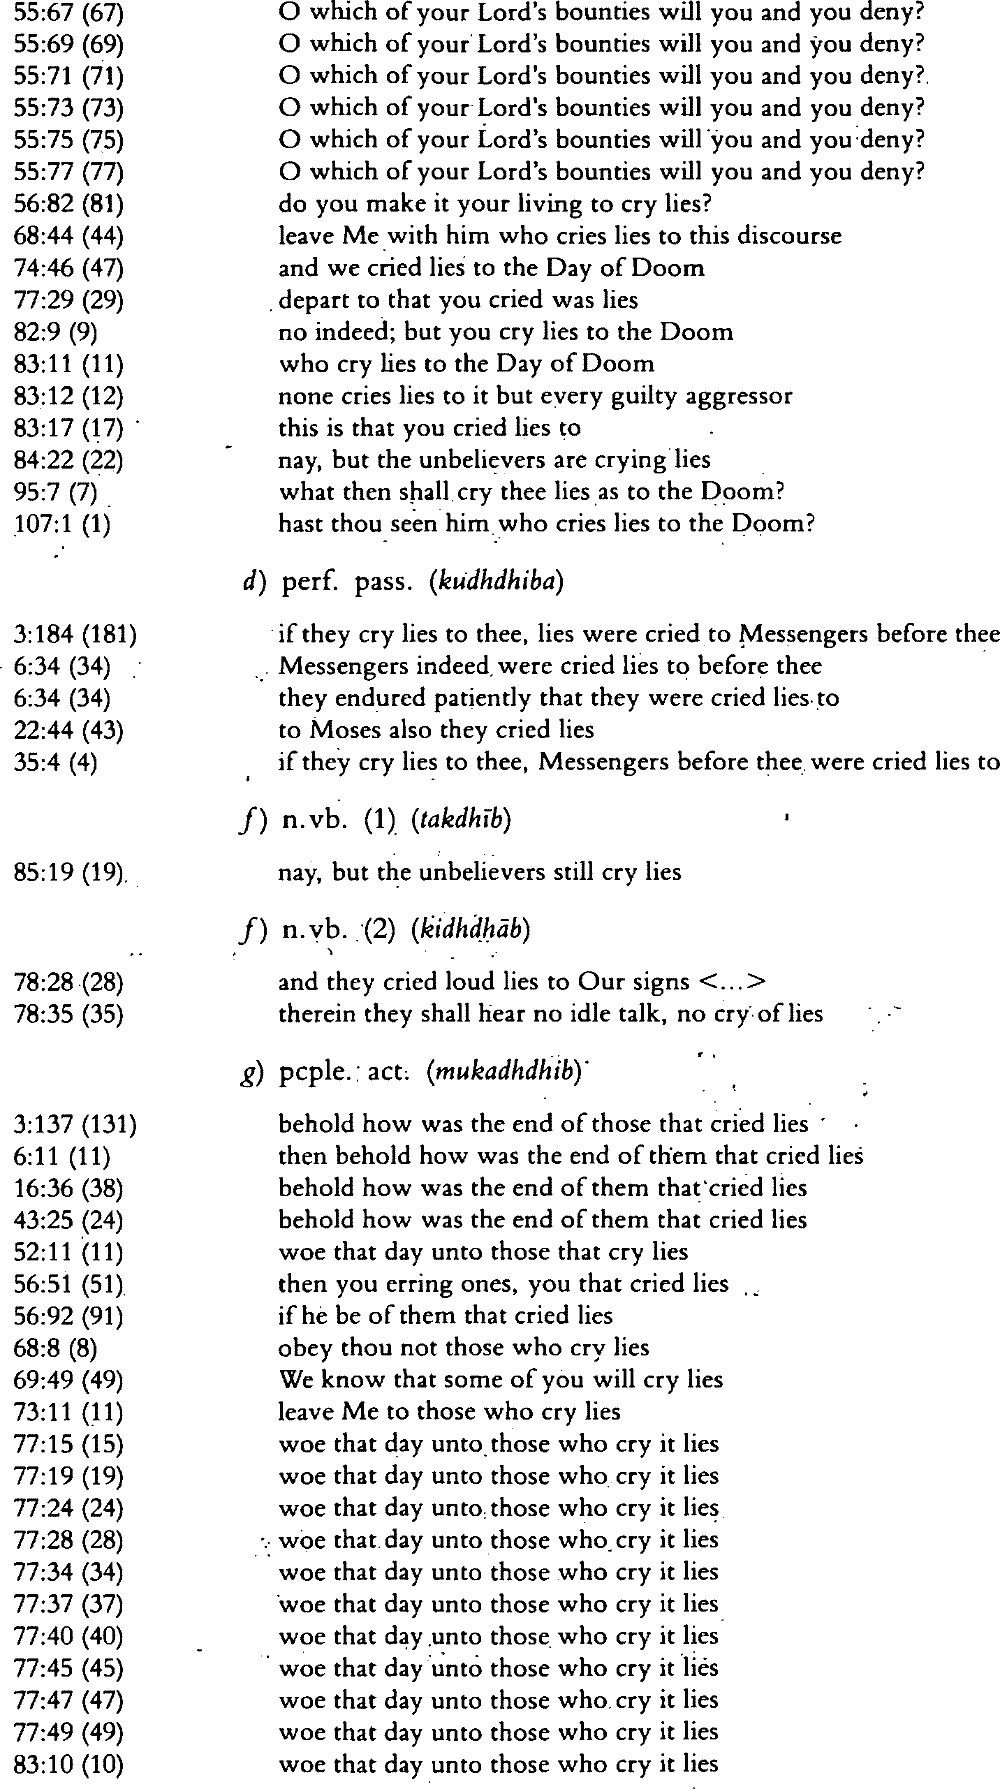 55:67 (67) O which of your Lord's bounties will you and you deny?
55:69 (69) O which of your Lord's bounties will you and you deny?
55:71 (71) O which of your Lord's bounties will you and you deny?
55:73 (73) O which of your Lord's bounties will you and you deny?
55:75 (75) O which of your Lord's bounties will you and you deny?
55:77 (77) O which of your Lord's bounties will you and you deny?
56:82 (81) do you make it your living to cry lies?
68:44 (44) leave Me with him who cries lies to this discourse
74:46 (47) and we cried lies to the Day of Doom
77:29 (29) depart to that you cried was lies
82:9 (9) no indeed; but you cry lies to the Doom
83:11 (11) who cry lies to the Day of Doom
83:12 (12) none cries lies to it but every guilty aggressor
83:17 (17) this is that you cried lies to
84:22 (22) nay, but the unbelievers are crying lies
95:7 (7) what then shall cry thee lies as to the Doom?
107:1 (1) hast thou seen him who cries lies to the Doom?
d) perf. pass. (kudhdhiba)
3:184 (181) if they cry lies to thee, lies were cried to Messengers before thee
6:34 (34) Messengers indeed were cried lies to before thee
6:34 (34) they endured patiently that they were cried lies to
22:44 (43) to Moses also they cried lies
35:4 (4) if they cry lies to thee, Messengers before thee were cried lies to
f) n.vb. (1) (takdhīb)
85:19 (19) nay, but the unbelievers still cry lies
f) n.vb. (2) (kidhdhāb)
78:28 (28) and they cried loud lies to Our signs <...>
78:35 (35) therein they shall hear no idle talk, no cry of lies
g) pcple. act. (mukadhdhib)
3:137 (131) behold how was the end of those that cried lies
6:11 (11) then behold how was the end of them that cried lies
16:36 (38) behold how was the end of them that cried lies
43:25 (24) behold how was the end of them that cried lies
52:11 (11) woe that day unto those that cry lies
56:51 (51) then you erring ones, you that cried lies
56:92 (91) if he be of them that cried lies
68:8 (8) obey thou not those who cry lies
69:49 (49) We know that some of you will cry lies
73:11 (11) leave Me to those who cry lies
77:15 (15) woe that day unto those who cry it lies
77:19 (19) woe that day unto those who cry it lies
77:24 (24) woe that day unto those who cry it lies
77:28 (28) woe that day unto those who cry it lies
77:34 (34) woe that day unto those who cry it lies
77:37 (37) woe that day unto those who cry it lies
77:40 (40) woe that day unto those who cry it lies
77:45 (45) woe that day unto those who cry it lies
77:47 (47) woe that day unto those who cry it lies
77:49 (49) woe that day unto those who cry it lies
83:10 (10) woe that day unto those who cry it lies